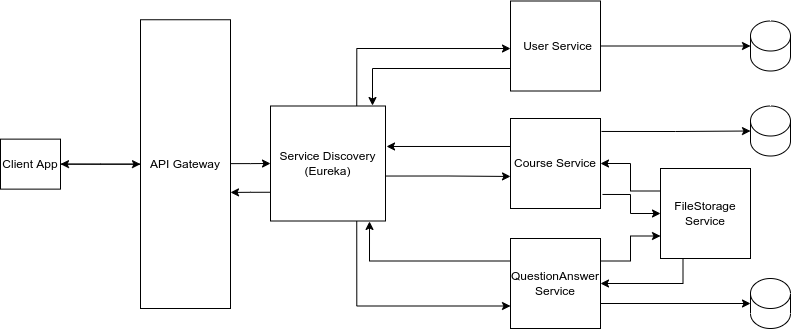 User Service
Client App
API Gateway
Service Discovery
(Eureka)
Course Service
FileStorage
Service
QuestionAnswer
Service